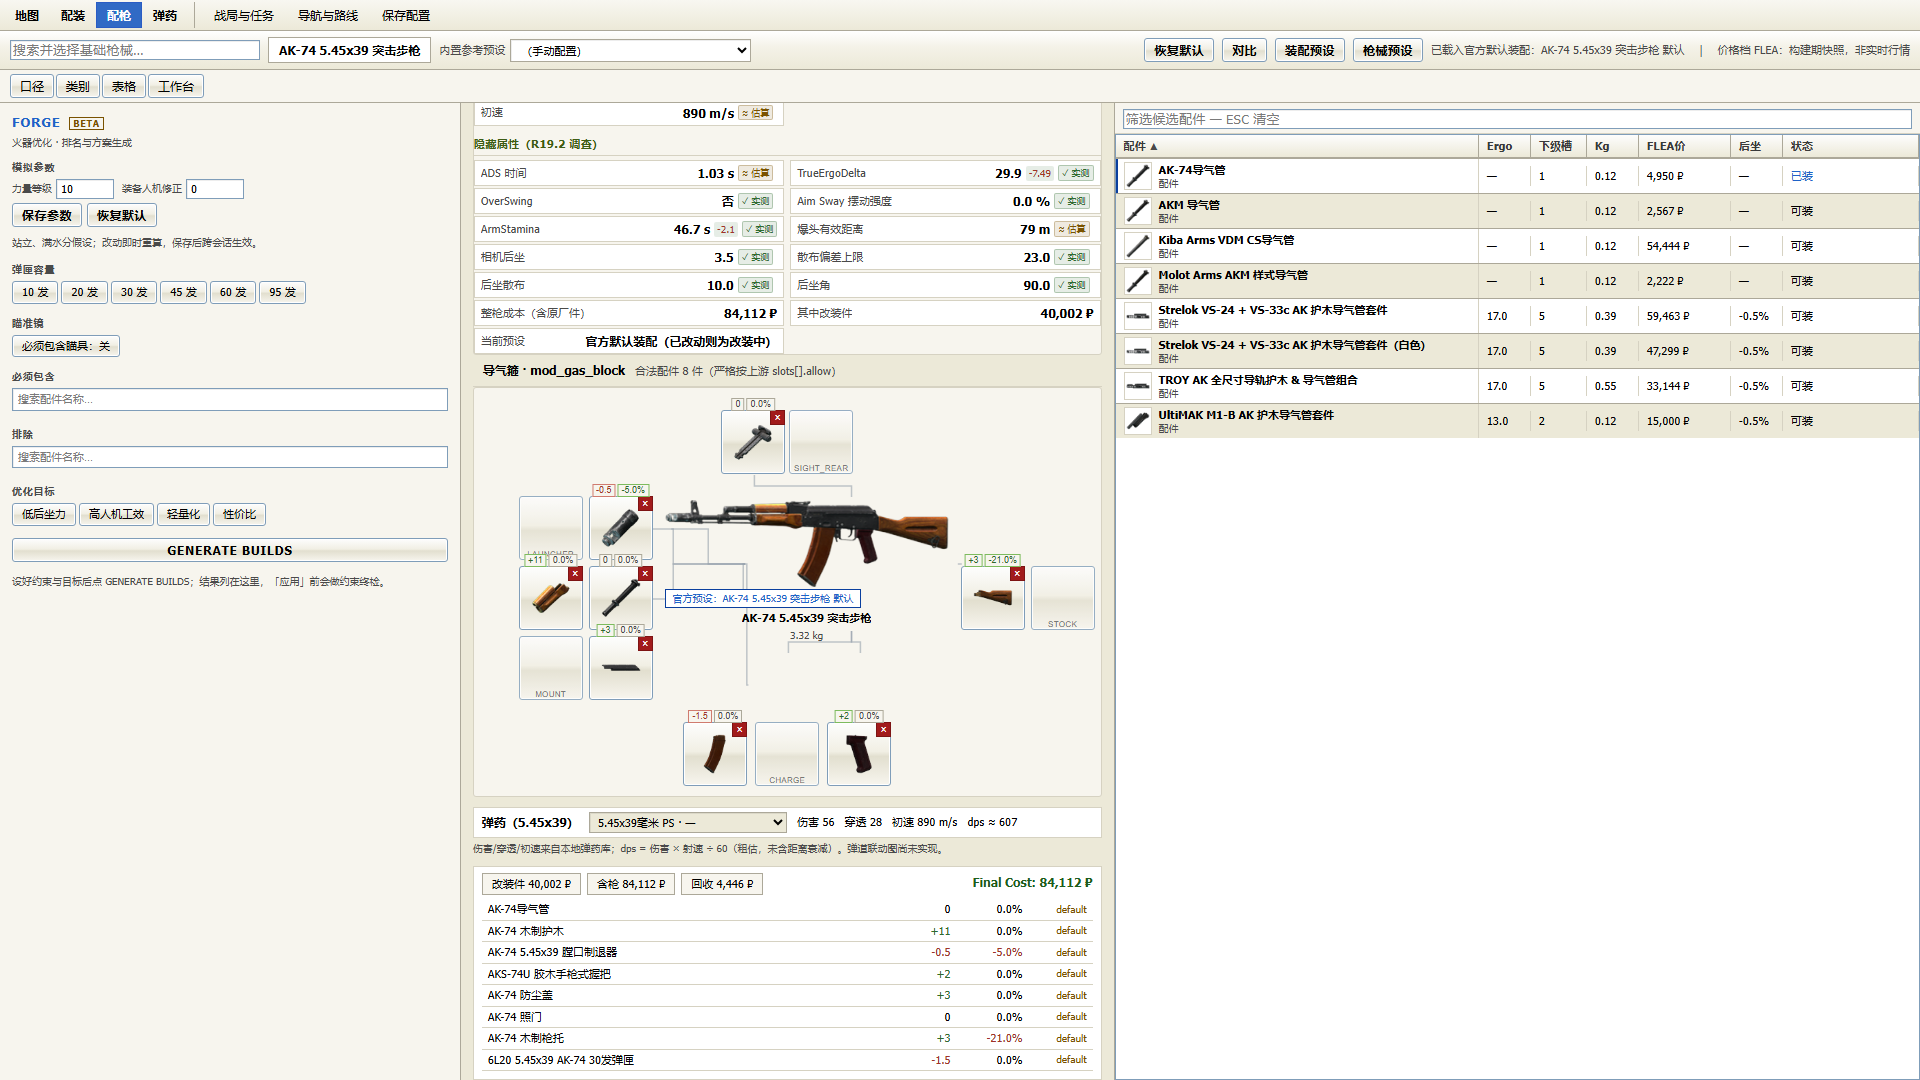 地图 配装 配枪 弹药 战局与任务 导航与路线 保存配置
搜索并选择基础枪械... AK-74 5.45x39 突击步枪 内置参考预设 （手动配置） 恢复默认 对比 装配预设 枪械预设 已载入官方默认装配：AK-74 5.45x39 突击步枪 默认 | 价格档 FLEA：构建期快照，非实时行情
口径 类别 表格 工作台
FORGE BETA
火器优化 · 排名与方案生成
模拟参数
力量等级 10 装备人机修正 0
保存参数 恢复默认
站立、满水分假设；改动即时重算，保存后跨会话生效。
弹匣容量
10 发 20 发 30 发 45 发 60 发 95 发
瞄准镜
必须包含瞄具：关
必须包含
搜索配件名称...
排除
搜索配件名称...
优化目标
低后坐力 高人机工效 轻量化 性价比
GENERATE BUILDS
设好约束与目标后点 GENERATE BUILDS；结果列在这里，「应用」前会做约束终检。
初速 890 m/s ≈ 估算
隐藏属性（R19.2 调查）
ADS 时间 1.03 s ≈ 估算 TrueErgoDelta 29.9 -7.49 ✓ 实测
OverSwing 否 ✓ 实测 Aim Sway 摆动强度 0.0 % ✓ 实测
ArmStamina 46.7 s -2.1 ✓ 实测 爆头有效距离 79 m ≈ 估算
相机后坐 3.5 ✓ 实测 散布偏差上限 23.0 ✓ 实测
后坐散布 10.0 ✓ 实测 后坐角 90.0 ✓ 实测
整枪成本（含原厂件） 84,112 ₽ 其中改装件 40,002 ₽
当前预设 官方默认装配（已改动则为改装中）
导气箍 · mod_gas_block 合法配件 8 件（严格按上游 slots[].allow）
0 0.0%
× SIGHT_REAR
-0.5 -5.0%
×
LAUNCHER
+11 0.0% 0 0.0% +3 -21.0%
× × ×
官方预设：AK-74 5.45x39 突击步枪 默认
AK-74 5.45x39 突击步枪
STOCK
+3 0.0% 3.32 kg
×
MOUNT
-1.5 0.0% +2 0.0%
× ×
CHARGE
弹药（5.45x39） 5.45x39毫米 PS · — 伤害 56 穿透 28 初速 890 m/s dps ≈ 607
伤害/穿透/初速来自本地弹药库；dps = 伤害 × 射速 ÷ 60（粗估，未含距离衰减）。弹道联动图尚未实现。
改装件 40,002 ₽ 含枪 84,112 ₽ 回收 4,446 ₽ Final Cost: 84,112 ₽
AK-74导气管 0 0.0% default
AK-74 木制护木 +11 0.0% default
AK-74 5.45x39 膛口制退器 -0.5 -5.0% default
AKS-74U 胶木手枪式握把 +2 0.0% default
AK-74 防尘盖 +3 0.0% default
AK-74 照门 0 0.0% default
AK-74 木制枪托 +3 -21.0% default
6L20 5.45x39 AK-74 30发弹匣 -1.5 0.0% default
筛选候选配件 — ESC 清空
配件 ▲ Ergo 下级槽 Kg FLEA价 后坐 状态
AK-74导气管 — 1 0.12 4,950 ₽ — 已装
配件
AKM 导气管 — 1 0.12 2,567 ₽ — 可装
配件
Kiba Arms VDM CS导气管 — 1 0.12 54,444 ₽ — 可装
配件
Molot Arms AKM 样式导气管 — 1 0.12 2,222 ₽ — 可装
配件
Strelok VS-24 + VS-33c AK 护木导气管套件 17.0 5 0.39 59,463 ₽ -0.5% 可装
配件
Strelok VS-24 + VS-33c AK 护木导气管套件（白色） 17.0 5 0.39 47,299 ₽ -0.5% 可装
配件
TROY AK 全尺寸导轨护木 & 导气管组合 17.0 5 0.55 33,144 ₽ -0.5% 可装
配件
UltiMAK M1-B AK 护木导气管套件 13.0 2 0.12 15,000 ₽ -0.5% 可装
配件